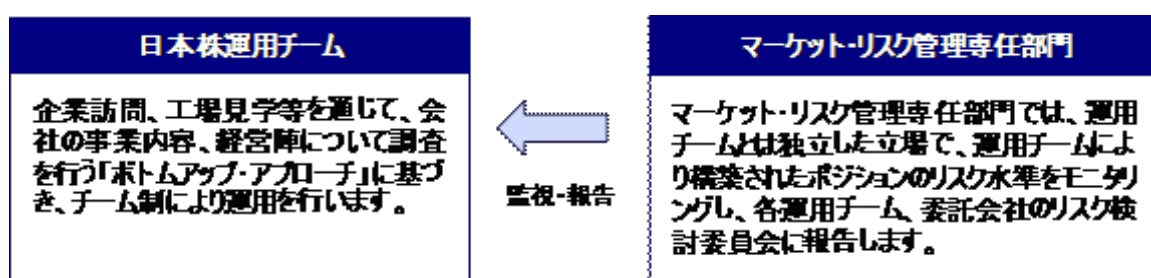 日本株運用チーム
企業訪問、工場見学等を通じて、会
社の事業内容、経営陣について調査
を行う「ボトムアップ・アプローチ」に基づ
き、チーム制により運用を行います。
監視・報告
マーケット・リスク管理専任部門
マーケット・リスク管理専任部門では、運用
チームとは独立した立場で、運用チームによ
り構築されたポジションのリスク水準をモニタリ
ングし、各運用チーム、委託会社のリスク検
討委員会に報告します。